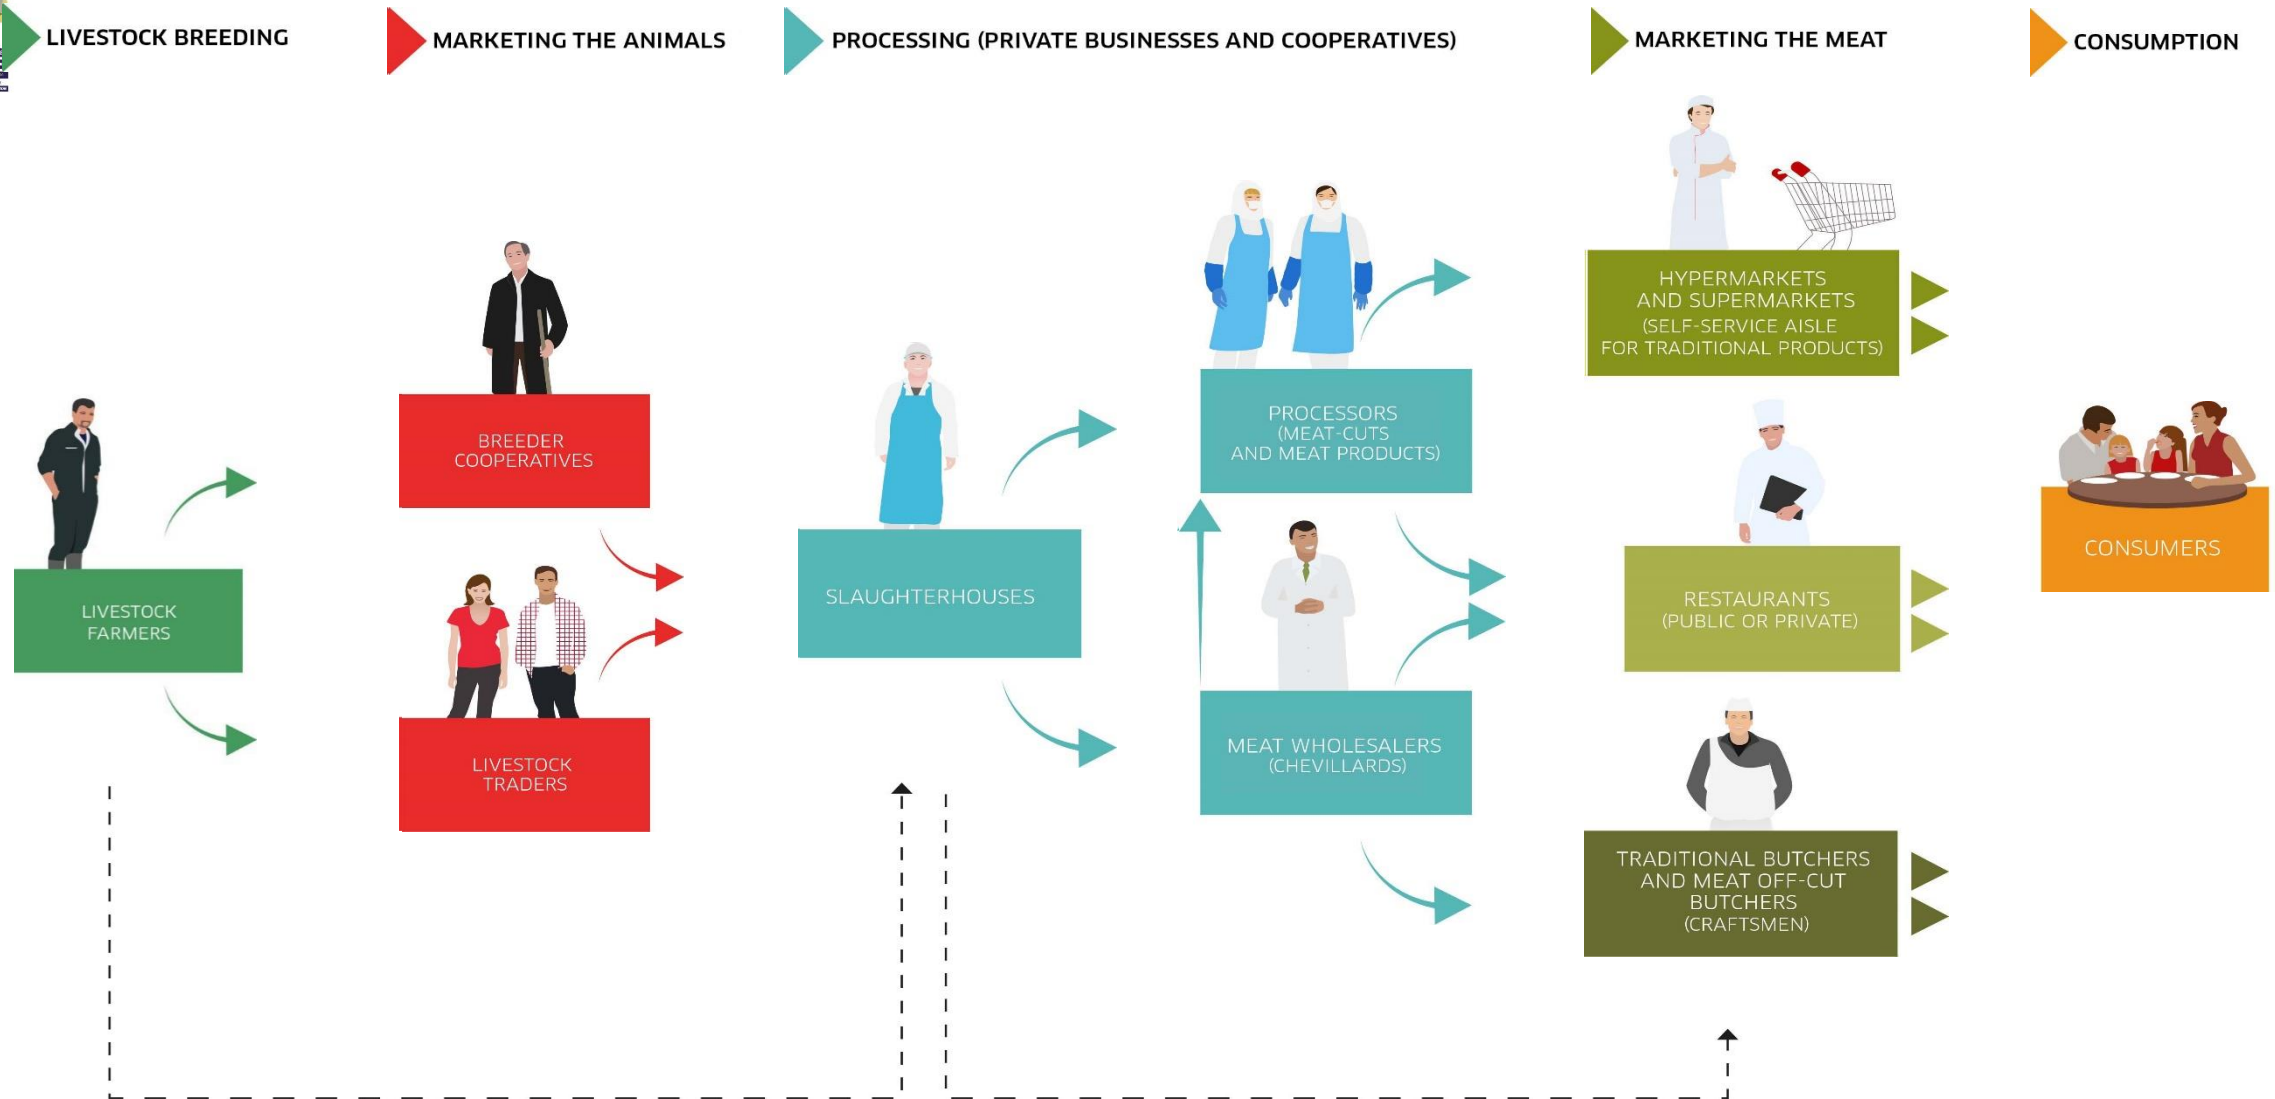 LIVESTOCK BREEDING
MARKETING THE ANIMALS
PROCESSING (PRIVATE BUSINESSES AND COOPERATIVES)
MARKETING THE MEAT
CONSUMPTION
LIVESTOCK
FARMERS
BREEDER
COOPERATIVES
LIVESTOCK
TRADERS
SLAUGHTERHOUSES
PROCESSORS
(MEAT-CUTS
AND MEAT PRODUCTS)
MEAT WHOLESALERS
(CHEVILLARDS)
HYPERMARKETS
AND SUPERMARKETS
(SELF-SERVICE AISLE
FOR TRADITIONAL PRODUCTS)
RESTAURANTS
(PUBLIC OR PRIVATE)
TRADITIONAL BUTCHERS
AND MEAT OFF-CUT
BUTCHERS
(CRAFTSMEN)
CONSUMERS